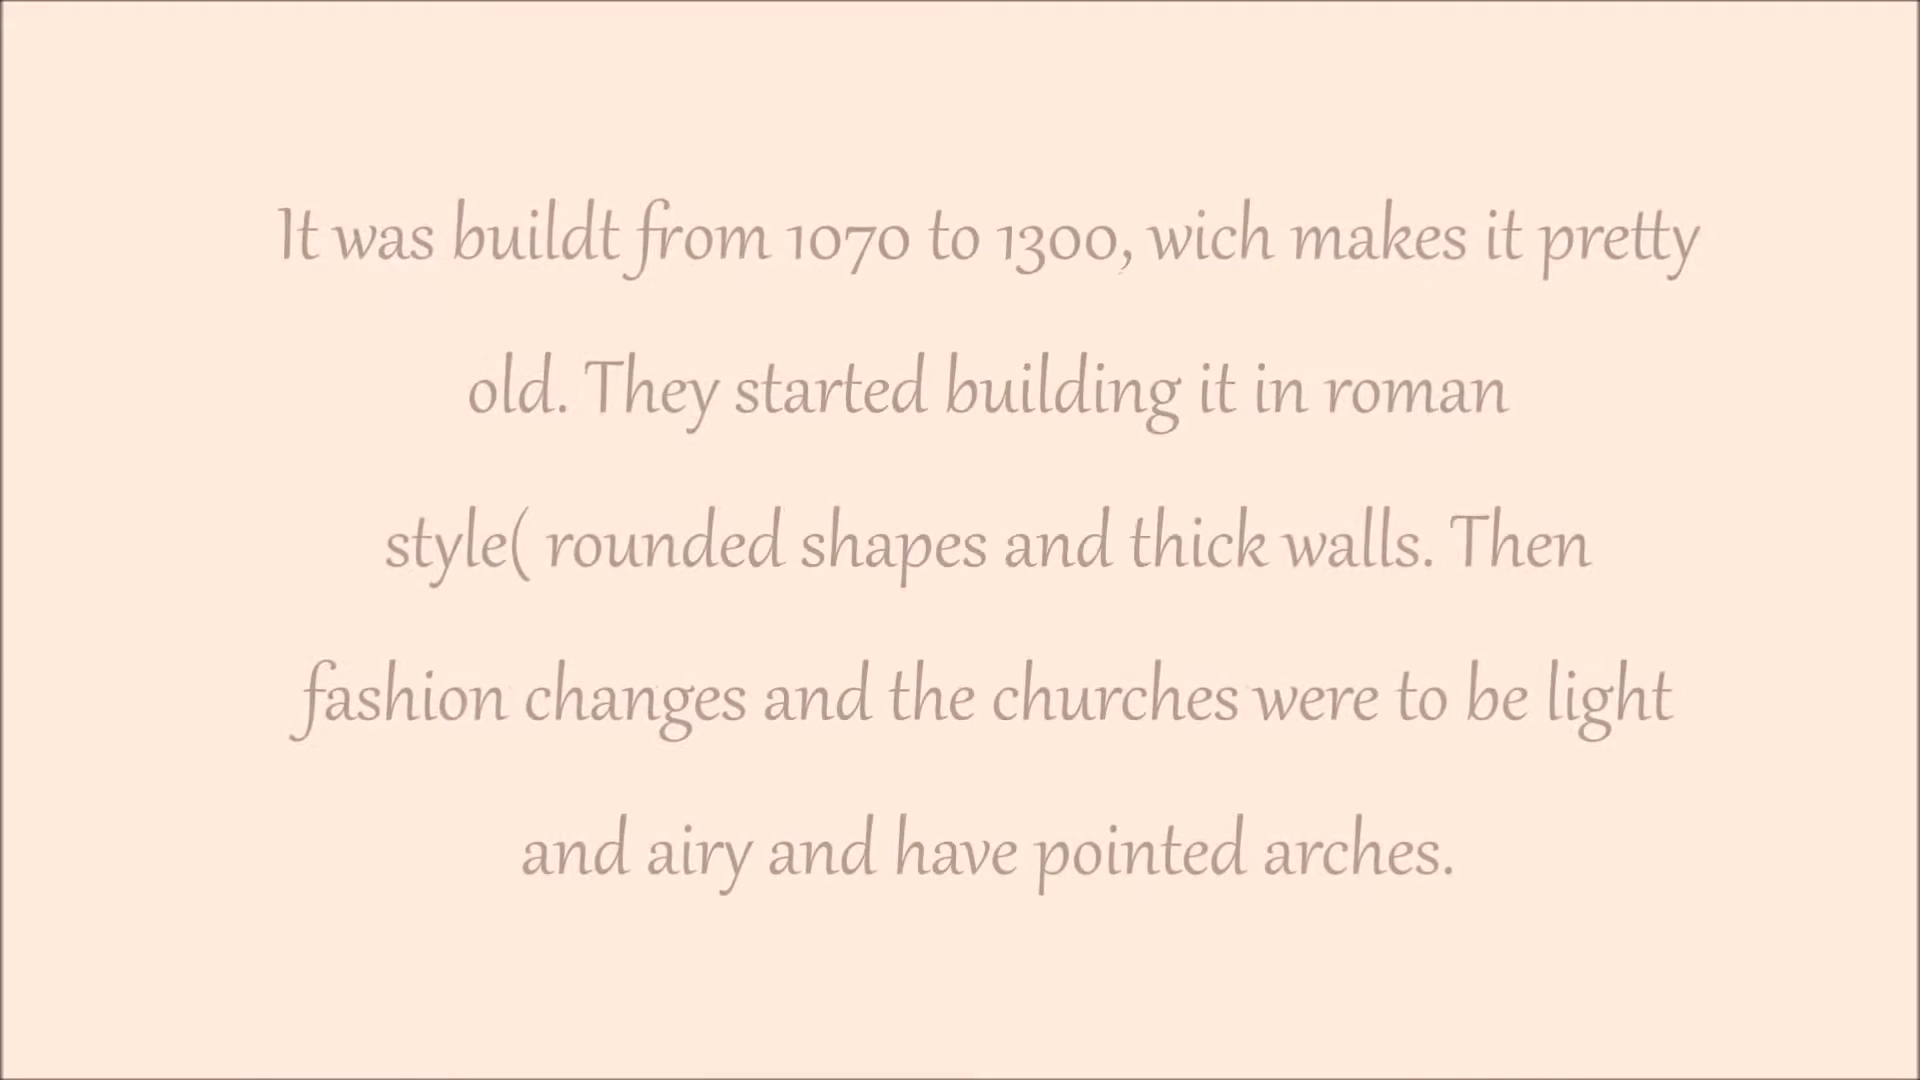 It was buildt from 1070 to 1300, wich makes it pretty
old. They started building it in roman
style( rounded shapes and thick walls. Then
fashion changes and the churches were to be light
and airy and have pointed arches.